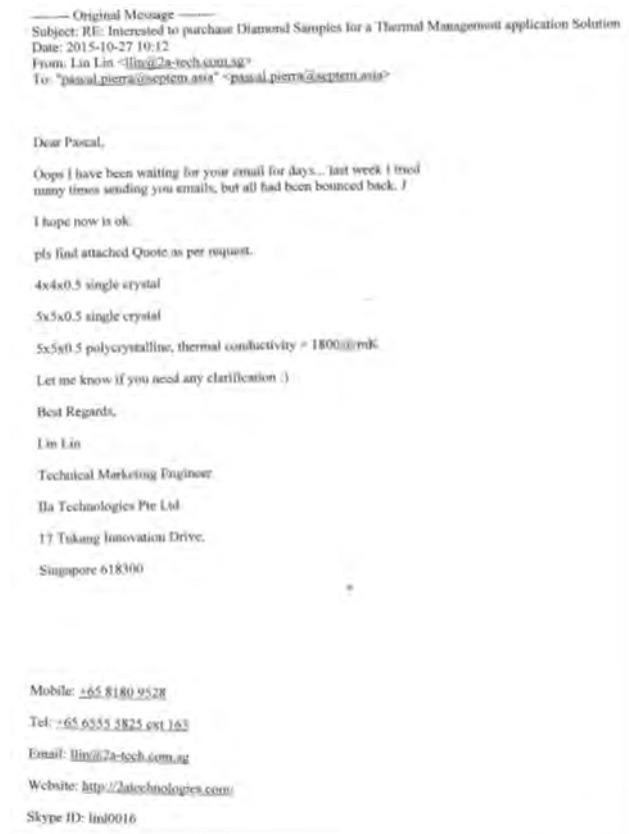 ——— Original Message ———
Subject: RE: Interested to purchase Diamond Samples for a Thermal Management application Solution
Date: 2015-10-27 10:12
From: Lin Lin <llin@2a-tech.com.sg>
To: "pascal.pierra@septem.asia" <pascal.pierra@septem.asia>
Dear Pascal,
Oops I have been waiting for your email for days... last week I tried
many times sending you emails, but all had been bounced back. J
I hope now is ok.
pls find attached Quote as per request.
4x4x0.5 single crystal
5x5x0.5 single crystal
5x5x0.5 polycrystalline, thermal conductivity = 1800
Let me know if you need any clarification :)
Best Regards,
Lin Lin
Technical Marketing Engineer
IIa Technologies Pte Ltd
17 Tukang Innovation Drive,
Singapore 618300
Mobile: +65 8180 9528
Tel: +65 6555 5825 ext 163
Email: llin@2a-tech.com.sg
Website: http://2atechnologies.com/
Skype ID: linl0016